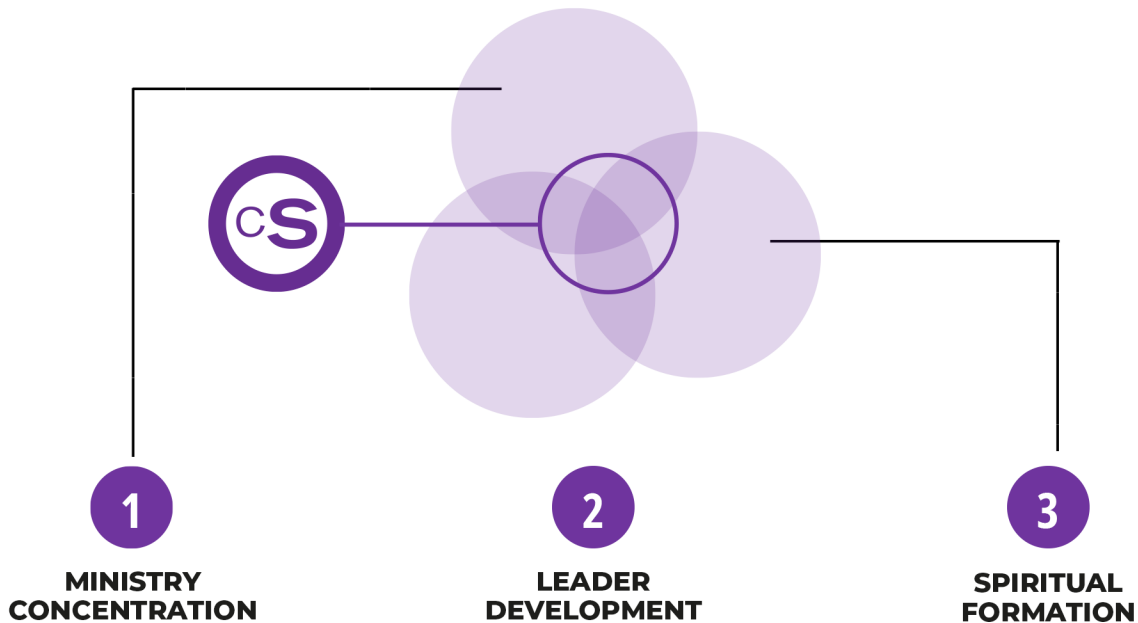 cS
1
MINISTRY
CONCENTRATION
2
LEADER
DEVELOPMENT
3
SPIRITUAL
FORMATION